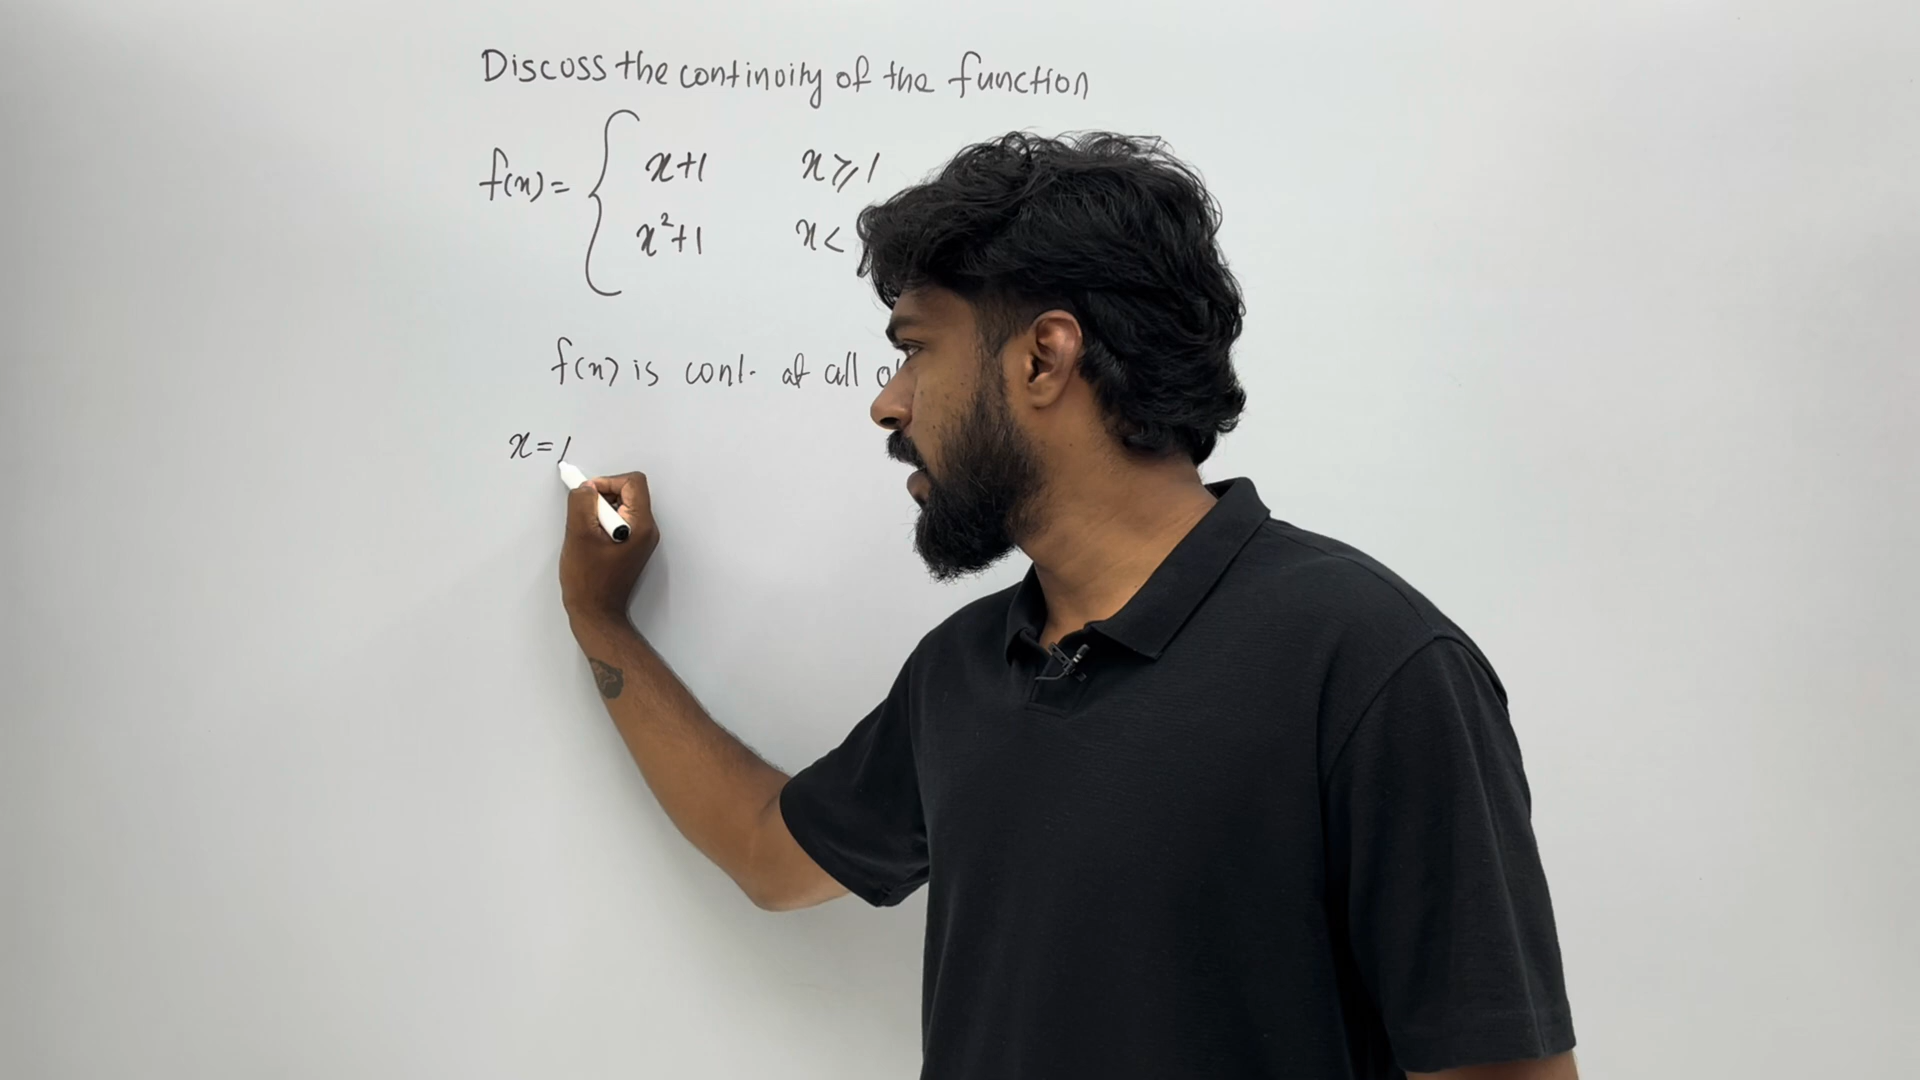 Discuss the continuity of the function
f(x) = { x+1 x ⩾ 1
x²+1 x <
f(x) is cont. at all
x = 1